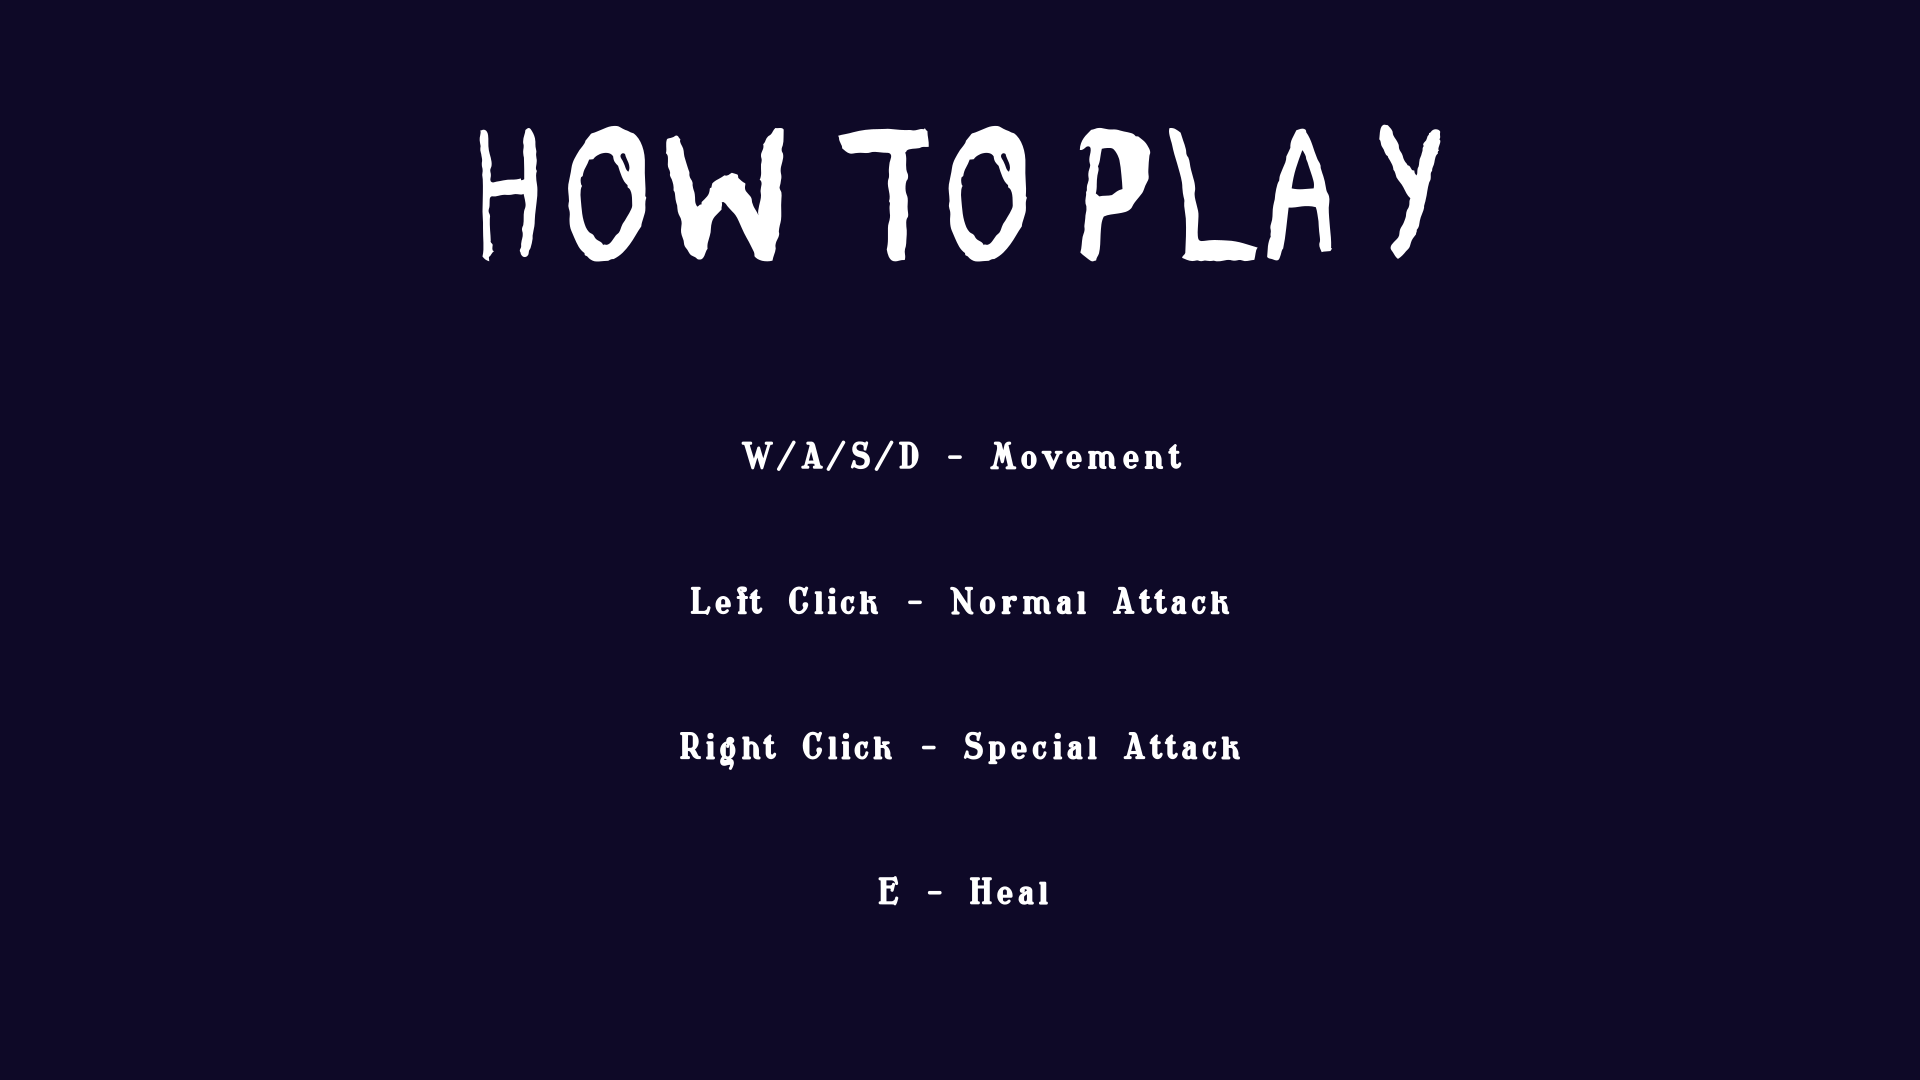 HOW TO PLAY
W/A/S/D - Movement
Left Click - Normal Attack
Right Click - Special Attack
E - Heal